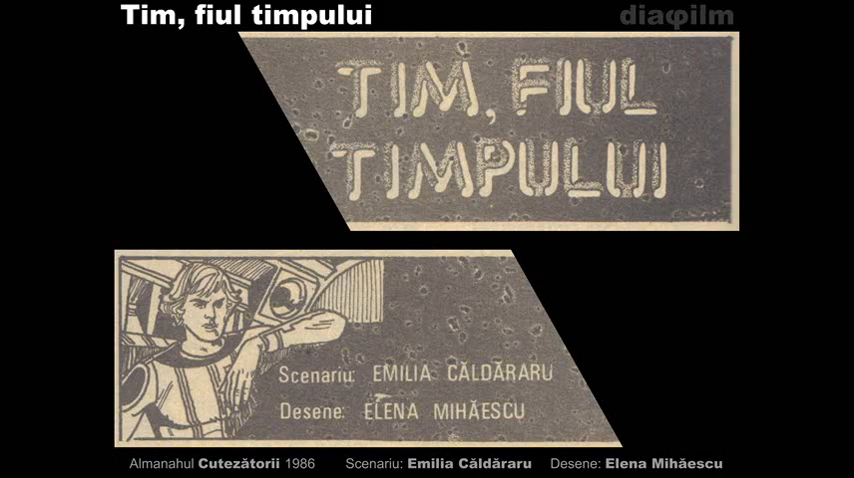 Tim, fiul timpului
diaφilm
TIM, FIUL
TIMPULUI
Scenariu: EMILIA CĂLDĂRARU
Desene: ELENA MIHĂESCU
Almanahul Cutezătorii 1986 Scenariu: Emilia Căldăraru Desene: Elena Mihăescu